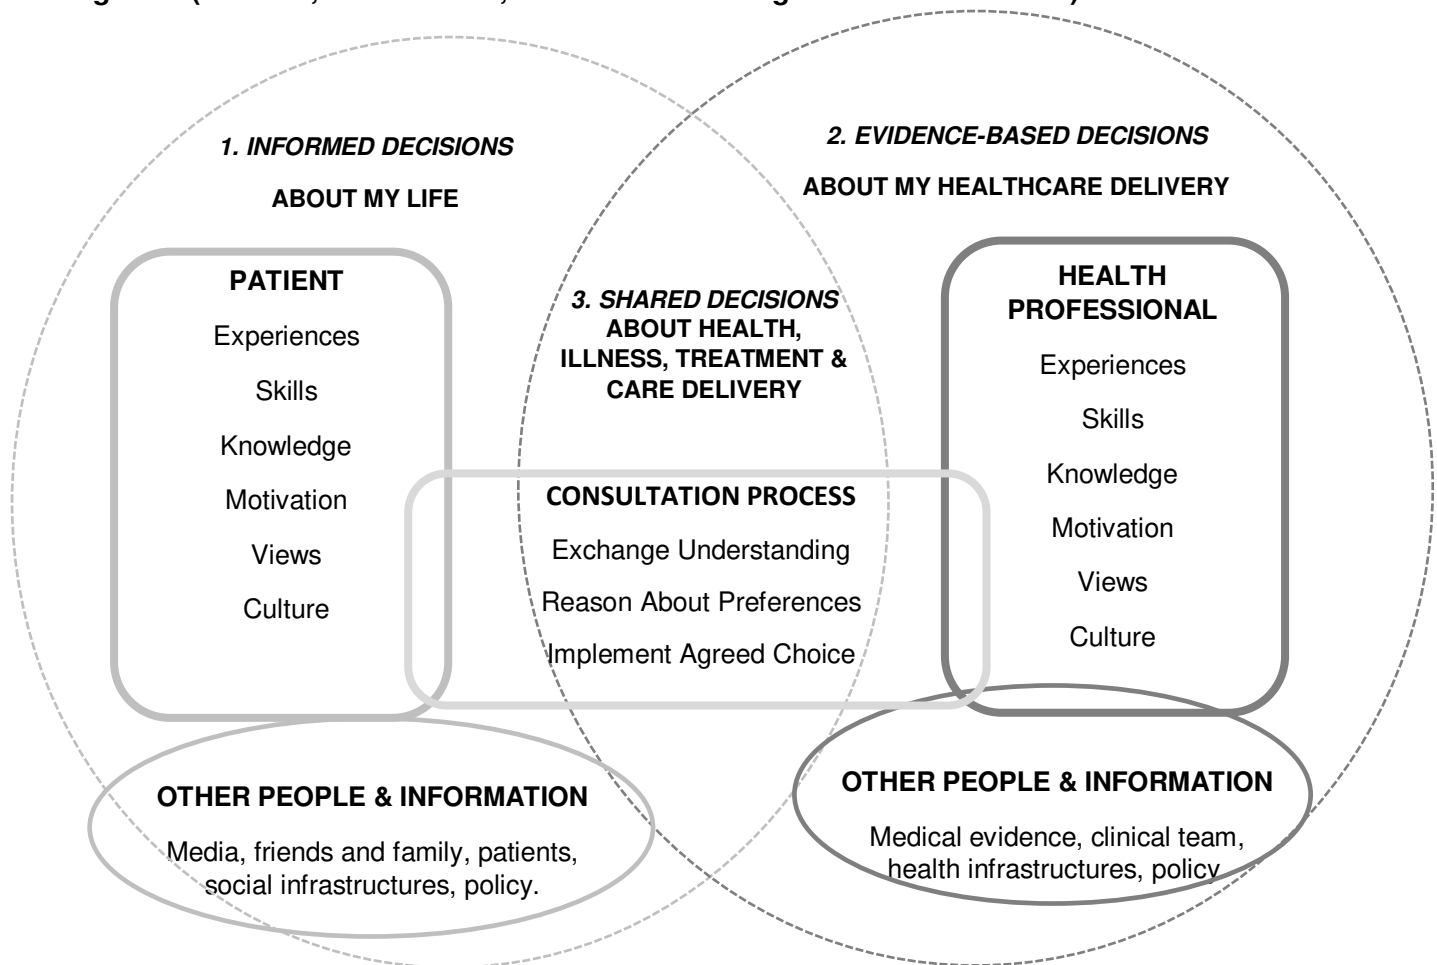 1. INFORMED DECISIONS
ABOUT MY LIFE
2. EVIDENCE-BASED DECISIONS
ABOUT MY HEALTHCARE DELIVERY
PATIENT
Experiences
Skills
Knowledge
Motivation
Views
Culture
3. SHARED DECISIONS
ABOUT HEALTH,
ILLNESS, TREATMENT &
CARE DELIVERY
HEALTH
PROFESSIONAL
Experiences
Skills
Knowledge
Motivation
Views
Culture
CONSULTATION PROCESS
Exchange Understanding
Reason About Preferences
Implement Agreed Choice
OTHER PEOPLE & INFORMATION
Media, friends and family, patients,
social infrastructures, policy.
OTHER PEOPLE & INFORMATION
Medical evidence, clinical team,
health infrastructures, policy